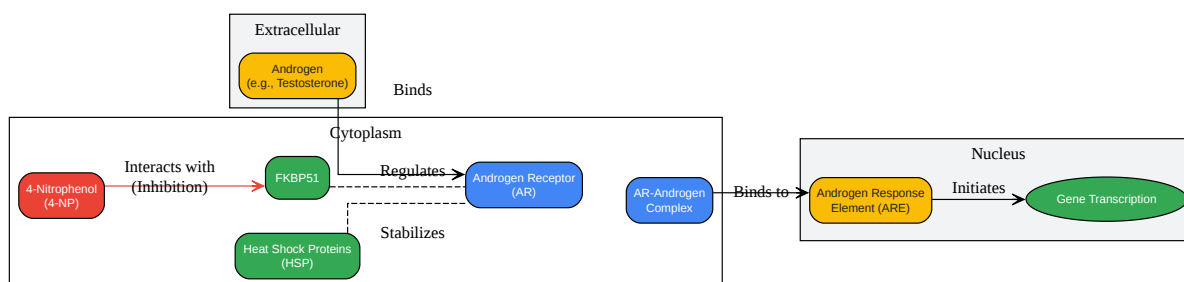 Extracellular
Androgen
(e.g., Testosterone)
Binds
Cytoplasm
4-Nitrophenol
(4-NP)
Interacts with
(Inhibition)
FKBP51
Regulates
Androgen Receptor
(AR)
Heat Shock Proteins
(HSP)
Stabilizes
AR-Androgen
Complex
Binds to
Nucleus
Androgen Response
Element (ARE)
Initiates
Gene Transcription